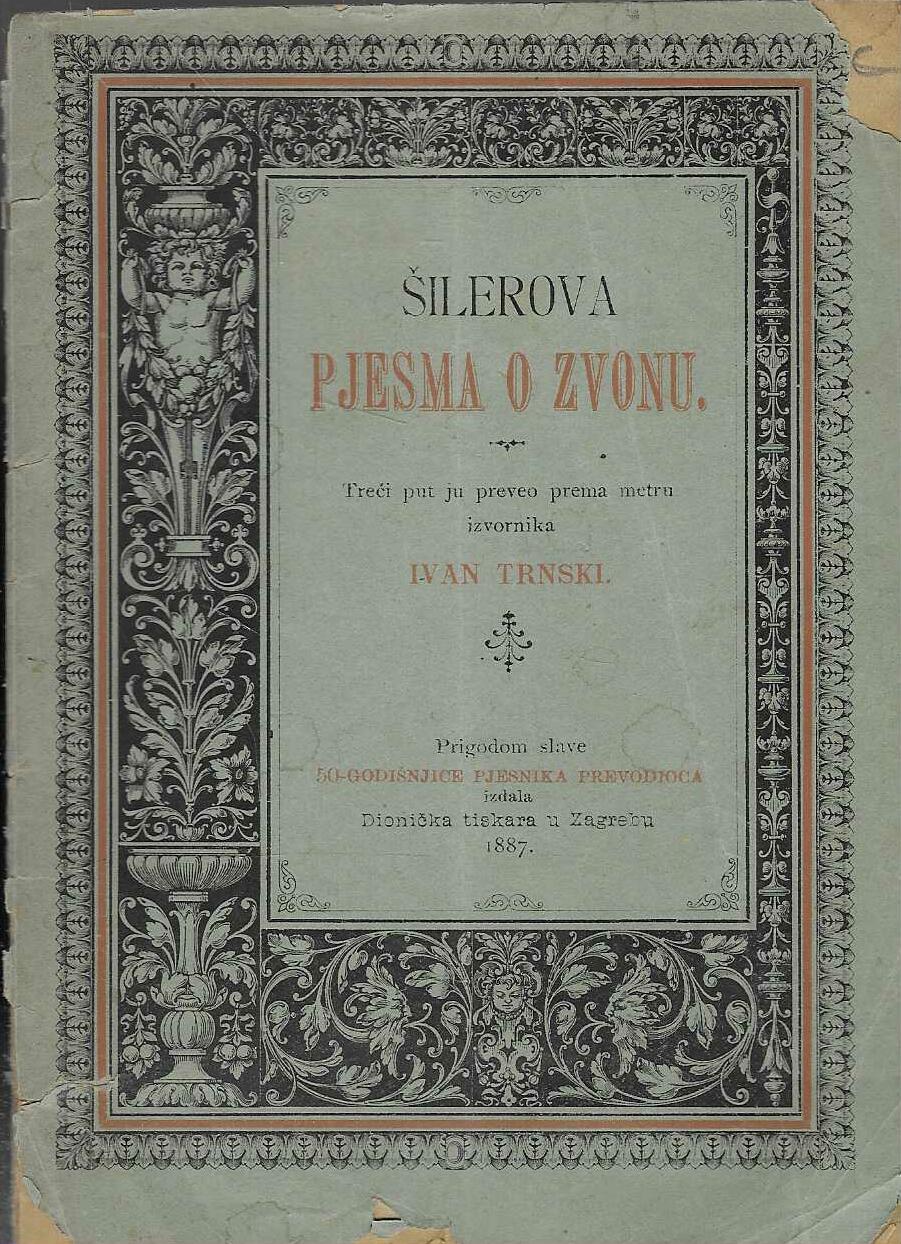 ŠILEROVA
PJESMA O ZVONU.
Treći put ju preveo prema metru
izvornika
IVAN TRNSKI.
Prigodom slave
50-GODIŠNJICE PJESNIKA PREVODIOCA
izdala
Dionička tiskara u Zagrebu
1887.